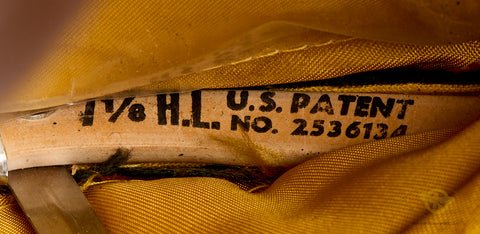 1 1/8 H.L. U.S. PATENT
NO. 2536134